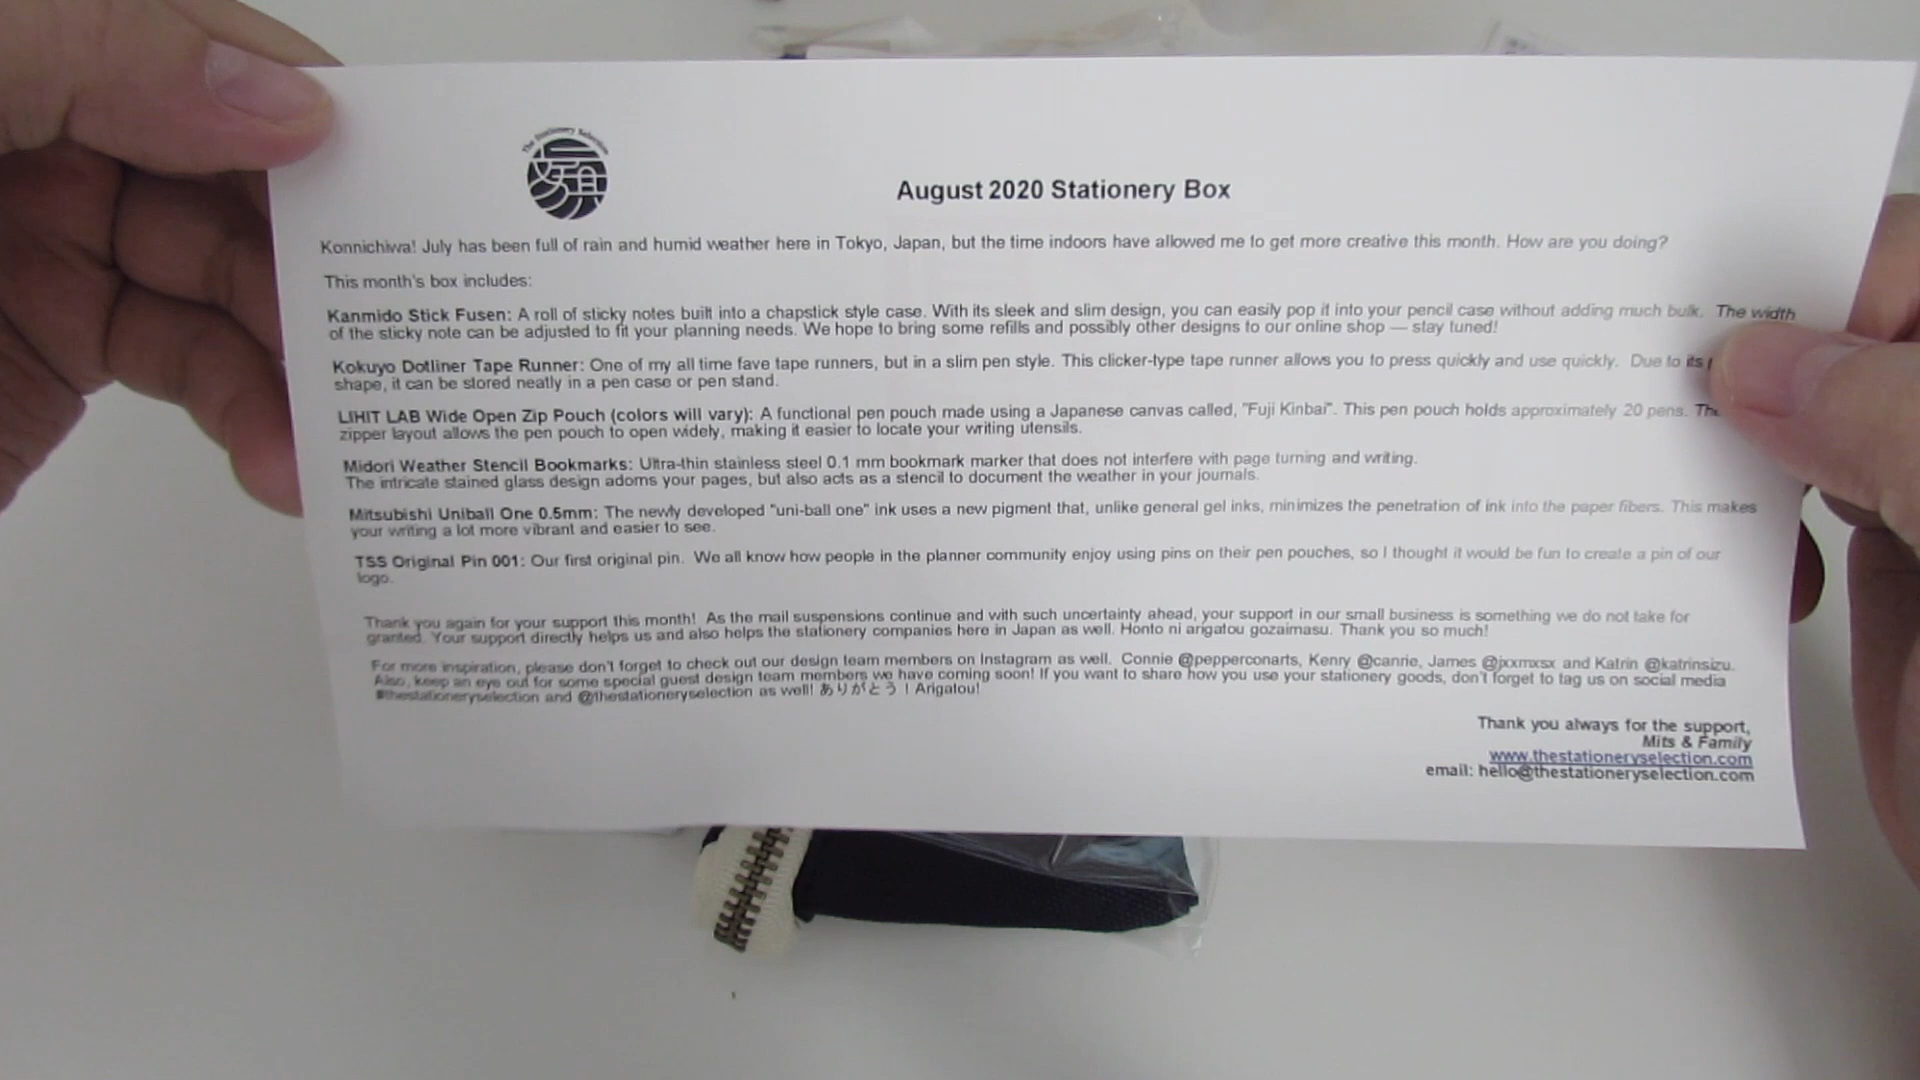 The Stationery Selection
August 2020 Stationery Box
Konnichiwa! July has been full of rain and humid weather here in Tokyo, Japan, but the time indoors have allowed me to get more creative this month. How are you doing?
This month's box includes:
Kanmido Stick Fusen: A roll of sticky notes built into a chapstick style case. With its sleek and slim design, you can easily pop it into your pencil case without adding much bulk. The width
of the sticky note can be adjusted to fit your planning needs. We hope to bring some refills and possibly other designs to our online shop — stay tuned!
Kokuyo Dotliner Tape Runner: One of my all time fave tape runners, but in a slim pen style. This clicker-type tape runner allows you to press quickly and use quickly. Due to its
shape, it can be stored neatly in a pen case or pen stand.
LIHIT LAB Wide Open Zip Pouch (colors will vary): A functional pen pouch made using a Japanese canvas called, "Fuji Kinbai". This pen pouch holds approximately 20 pens.
zipper layout allows the pen pouch to open widely, making it easier to locate your writing utensils.
Midori Weather Stencil Bookmarks: Ultra-thin stainless steel 0.1 mm bookmark marker that does not interfere with page turning and writing.
The intricate stained glass design adorns your pages, but also acts as a stencil to document the weather in your journals.
Mitsubishi Uniball One 0.5mm: The newly developed "uni-ball one" ink uses a new pigment that, unlike general gel inks, minimizes the penetration of ink into the paper fibers. This makes
your writing a lot more vibrant and easier to see.
TSS Original Pin 001: Our first original pin. We all know how people in the planner community enjoy using pins on their pen pouches, so I thought it would be fun to create a pin of our
logo.
Thank you again for your support this month! As the mail suspensions continue and with such uncertainty ahead, your support in our small business is something we do not take for
granted. Your support directly helps us and also helps the stationery companies here in Japan as well. Honto ni arigatou gozaimasu. Thank you so much!
For more inspiration, please don't forget to check out our design team members on Instagram as well. Connie @pepperconarts, Kenry @canrie, James @jxxmxsx and Katrin @katrinsizu.
Also, keep an eye out for some special guest design team members we have coming soon! If you want to share how you use your stationery goods, don't forget to tag us on social media
#thestationeryselection and @thestationeryselection as well! ありがとう！Arigatou!
Thank you always for the support,
Mits & Family
www.thestationeryselection.com
email: hello@thestationeryselection.com